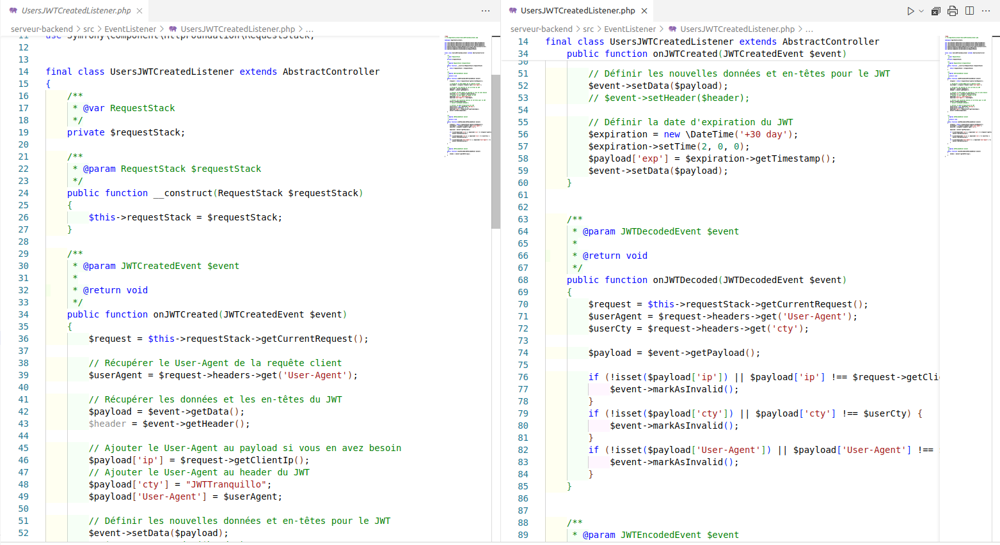 UsersJWTCreatedListener.php
serveur-backend > src > EventListener > UsersJWTCreatedListener.php > ...
11 use Symfony\Component\HttpFoundation\RequestStack;
12
13
14 final class UsersJWTCreatedListener extends AbstractController
15 {
16 /**
17 * @var RequestStack
18 */
19 private $requestStack;
20
21 /**
22 * @param RequestStack $requestStack
23 */
24 public function __construct(RequestStack $requestStack)
25 {
26 $this->requestStack = $requestStack;
27 }
28
29 /**
30 * @param JWTCreatedEvent $event
31 *
32 * @return void
33 */
34 public function onJWTCreated(JWTCreatedEvent $event)
35 {
36 $request = $this->requestStack->getCurrentRequest();
37
38 // Récupérer le User-Agent de la requête client
39 $userAgent = $request->headers->get('User-Agent');
40
41 // Récupérer les données et les en-têtes du JWT
42 $payload = $event->getData();
43 $header = $event->getHeader();
44
45 // Ajouter le User-Agent au payload si vous en avez besoin
46 $payload['ip'] = $request->getClientIp();
47 // Ajouter le User-Agent au header du JWT
48 $payload['cty'] = "JWTTranquillo";
49 $payload['User-Agent'] = $userAgent;
50
51 // Définir les nouvelles données et en-têtes pour le JWT
52 $event->setData($payload);
UsersJWTCreatedListener.php
serveur-backend > src > EventListener > UsersJWTCreatedListener.php > ...
14 final class UsersJWTCreatedListener extends AbstractController
34 public function onJWTCreated(JWTCreatedEvent $event)
50
51 // Définir les nouvelles données et en-têtes pour le JWT
52 $event->setData($payload);
53 // $event->setHeader($header);
54
55 // Définir la date d'expiration du JWT
56 $expiration = new \DateTime('+30 day');
57 $expiration->setTime(2, 0, 0);
58 $payload['exp'] = $expiration->getTimestamp();
59 $event->setData($payload);
60 }
61
62
63 /**
64 * @param JWTDecodedEvent $event
65 *
66 * @return void
67 */
68 public function onJWTDecoded(JWTDecodedEvent $event)
69 {
70 $request = $this->requestStack->getCurrentRequest();
71 $userAgent = $request->headers->get('User-Agent');
72 $userCty = $request->headers->get('cty');
73
74 $payload = $event->getPayload();
75
76 if (!isset($payload['ip']) || $payload['ip'] !== $request->getCli
77 $event->markAsInvalid();
78 }
79 if (!isset($payload['cty']) || $payload['cty'] !== $userCty) {
80 $event->markAsInvalid();
81 }
82 if (!isset($payload['User-Agent']) || $payload['User-Agent'] !==
83 $event->markAsInvalid();
84 }
85 }
86
87
88 /**
89 * @param JWTEncodedEvent $event